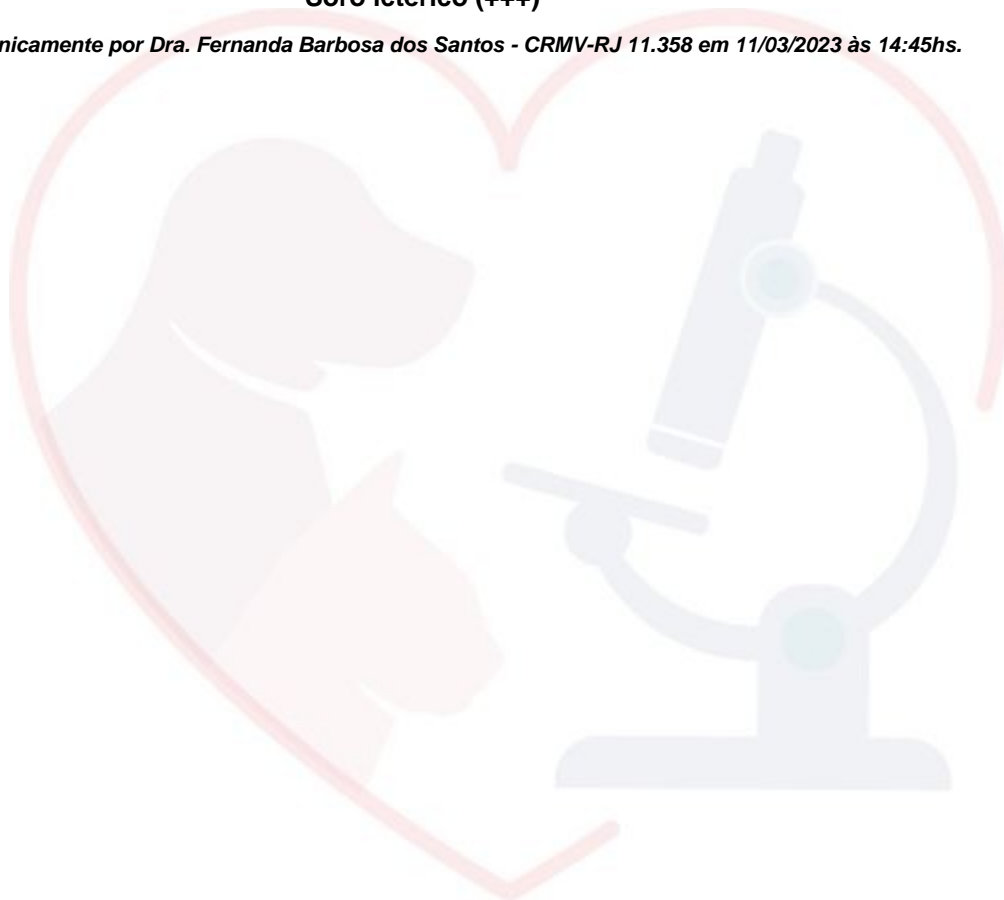 Soro Ictérico (+++)
nicamente por Dra. Fernanda Barbosa dos Santos - CRMV-RJ 11.358 em 11/03/2023 às 14:45hs.